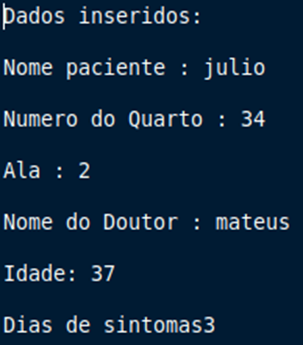 Dados inseridos:
Nome paciente : julio
Numero do Quarto : 34
Ala : 2
Nome do Doutor : mateus
Idade: 37
Dias de sintomas3